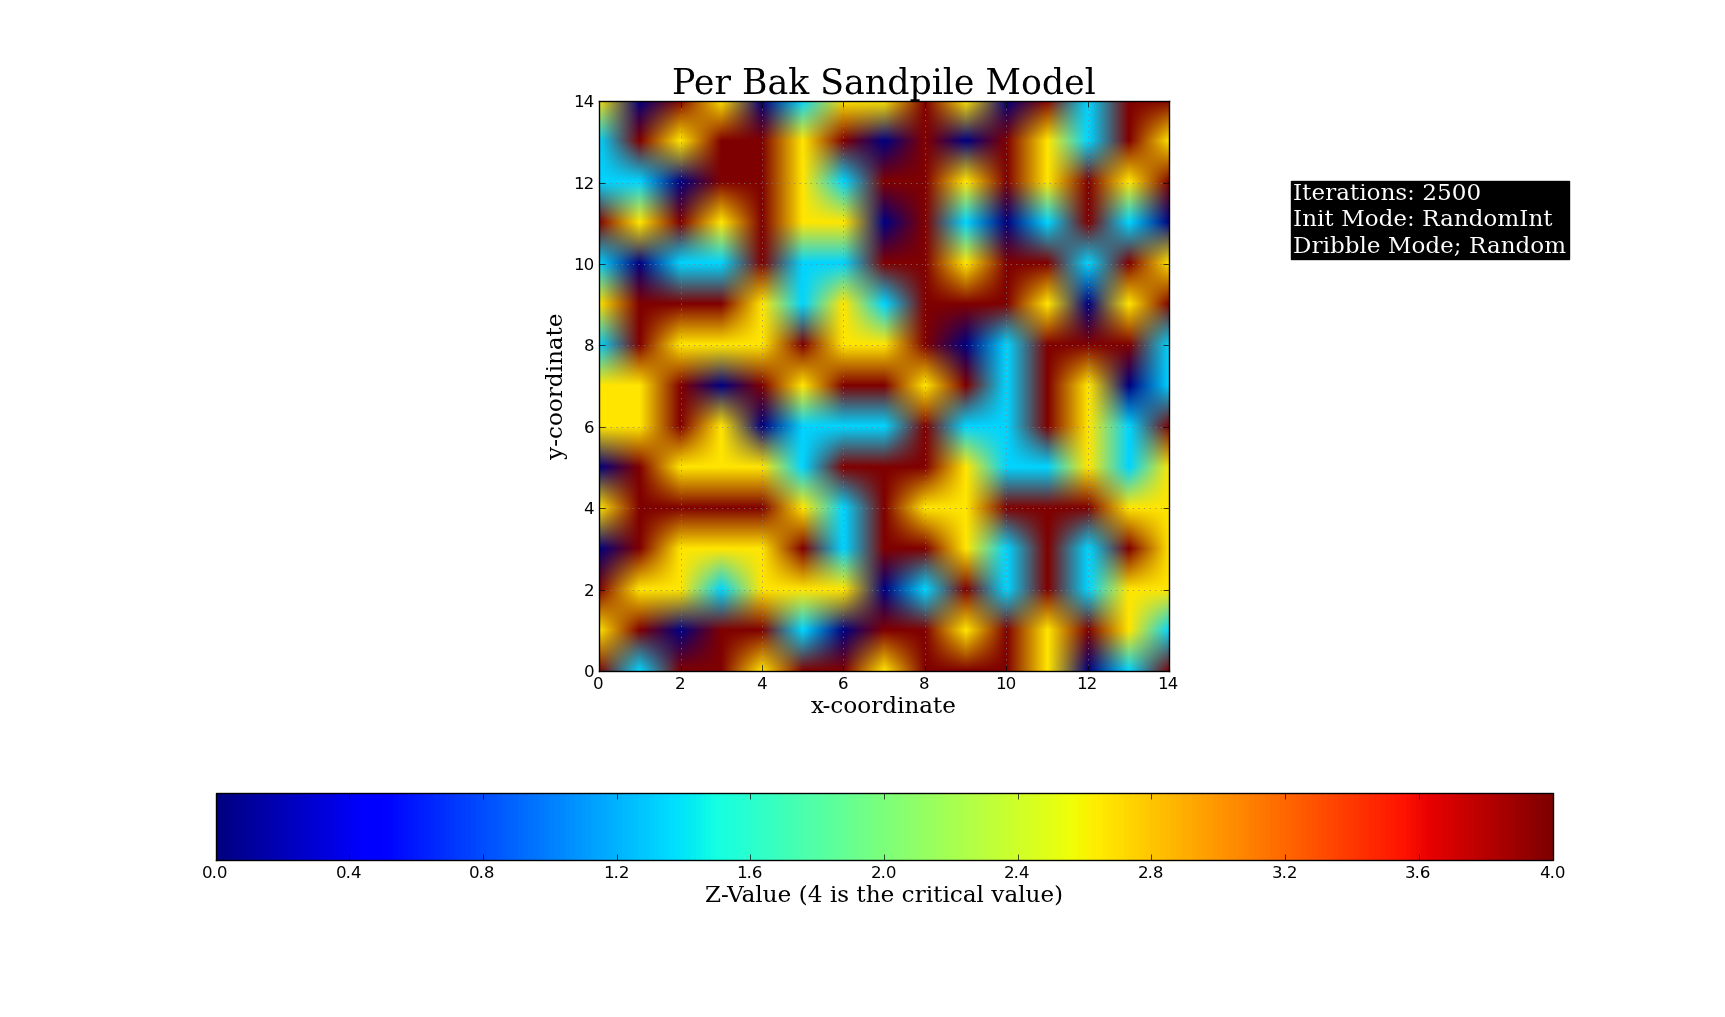 Per Bak Sandpile Model
14
12
10
8
6
4
2
0
y-coordinate
0 2 4 6 8 10 12 14
x-coordinate
Iterations: 2500
Init Mode: RandomInt
Dribble Mode; Random
0.0 0.4 0.8 1.2 1.6 2.0 2.4 2.8 3.2 3.6 4.0
Z-Value (4 is the critical value)